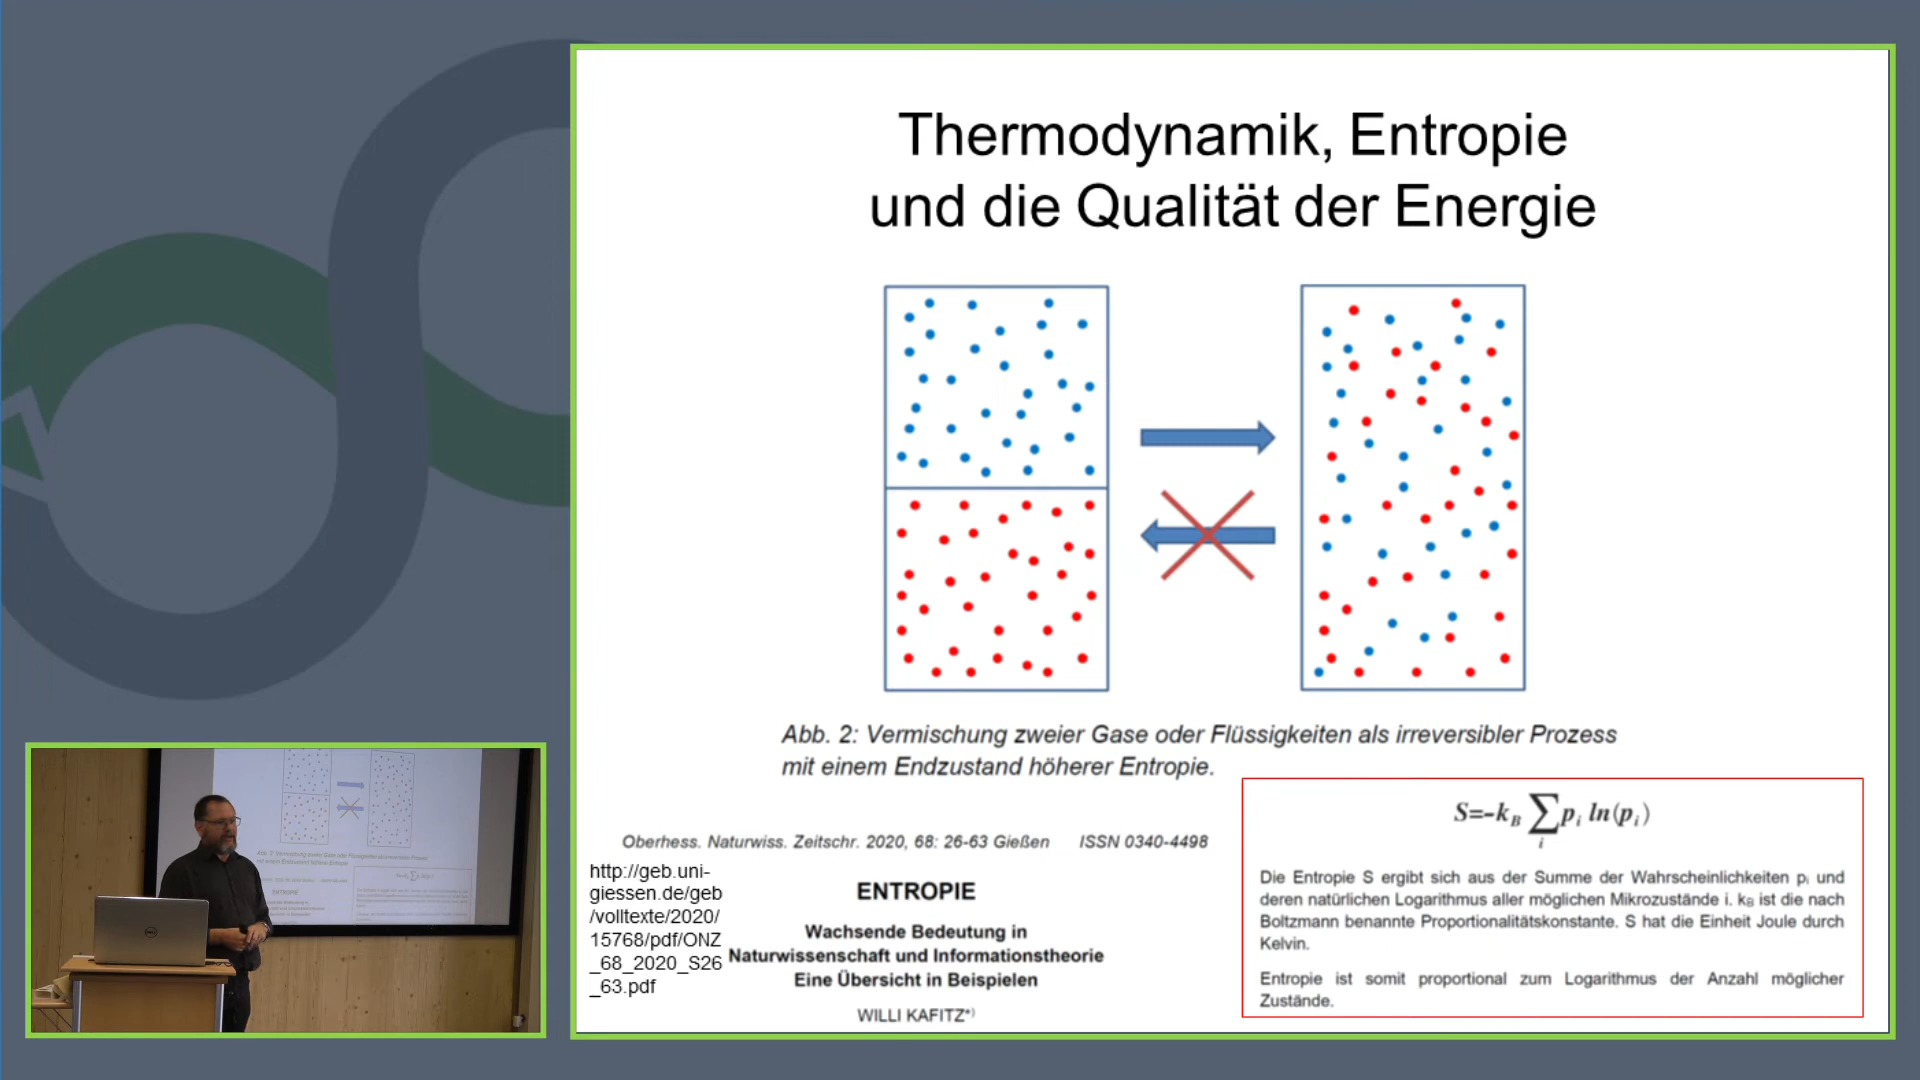 Thermodynamik, Entropie
und die Qualität der Energie
Abb. 2: Vermischung zweier Gase oder Flüssigkeiten als irreversibler Prozess
mit einem Endzustand höherer Entropie.
Oberhess. Naturwiss. Zeitschr. 2020, 68: 26-63 Gießen ISSN 0340-4498
http://geb.uni-
giessen.de/geb
/volltexte/2020/
15768/pdf/ONZ
_68_2020_S26
_63.pdf
ENTROPIE
Wachsende Bedeutung in
Naturwissenschaft und Informationstheorie
Eine Übersicht in Beispielen
WILLI KAFITZ*)
S=-k_B ∑_i p_i ln(p_i)
Die Entropie S ergibt sich aus der Summe der Wahrscheinlichkeiten pᵢ und
deren natürlichen Logarithmus aller möglichen Mikrozustände i. k_B ist die nach
Boltzmann benannte Proportionalitätskonstante. S hat die Einheit Joule durch
Kelvin.
Entropie ist somit proportional zum Logarithmus der Anzahl möglicher
Zustände.